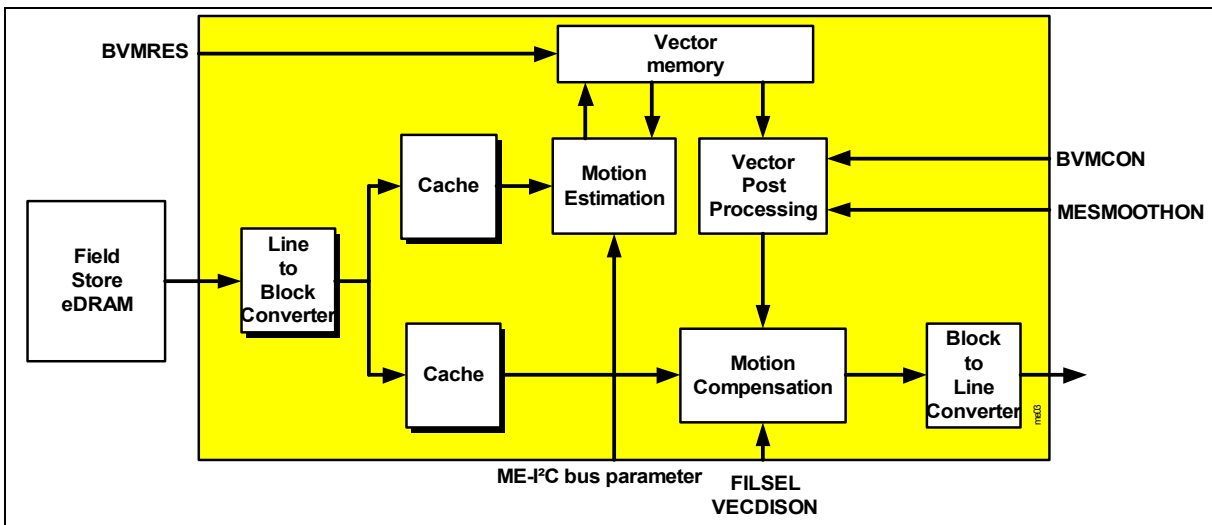 BVMRES
Vector
memory
Cache
Motion
Estimation
Vector
Post
Processing
BVMCON
MESMOOTHON
Field
Store
eDRAM
Line
to
Block
Converter
Cache
Motion
Compensation
Block
to
Line
Converter
me03
ME-I²C bus parameter
FILSEL
VECDISON